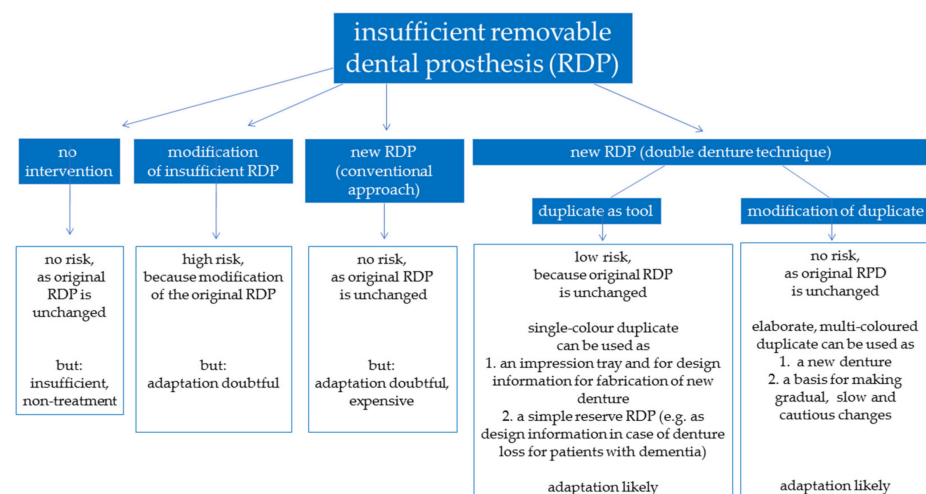 insufficient removable
dental prosthesis (RDP)
no
intervention
modification
of insufficient RDP
new RDP
(conventional
approach)
new RDP (double denture technique)
duplicate as tool
modification of duplicate
no risk,
as original
RDP is
unchanged
but:
insufficient,
non-treatment
high risk,
because modification
of the original RDP
but:
adaptation doubtful
no risk,
as original RDP
is unchanged
but:
adaptation doubtful,
expensive
low risk,
because original RDP
is unchanged
single-colour duplicate
can be used as
1. an impression tray and for design
information for fabrication of new
denture
2. a simple reserve RDP (e.g. as
design information in case of denture
loss for patients with dementia)
adaptation likely
no risk,
as original RPD
is unchanged
elaborate, multi-coloured
duplicate can be used as
1. a new denture
2. a basis for making
gradual, slow and
cautious changes
adaptation likely